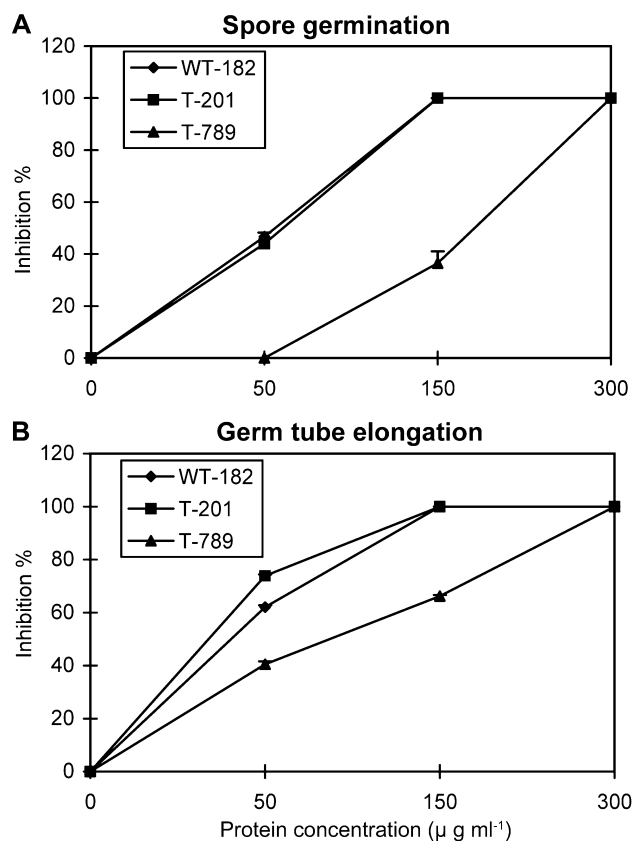 A
Spore germination
120
100
80
60
40
20
0
Inhibition %
WT-182
T-201
T-789
0 50 150 300
B
Germ tube elongation
120
100
80
60
40
20
0
Inhibition %
WT-182
T-201
T-789
0 50 150 300
Protein concentration (µ g ml⁻¹)